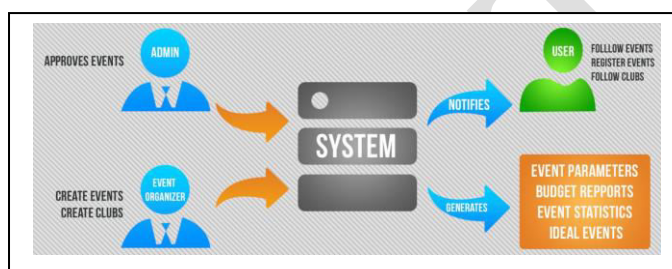 APPROVES EVENTS
ADMIN
USER
FOLLLOW EVENTS
REGISTER EVENTS
FOLLOW CLUBS
NOTIFIES
SYSTEM
CREATE EVENTS
CREATE CLUBS
EVENT
ORGANIZER
GENERATES
EVENT PARAMETERS
BUDGET REPPORTS
EVENT STATISTICS
IDEAL EVENTS